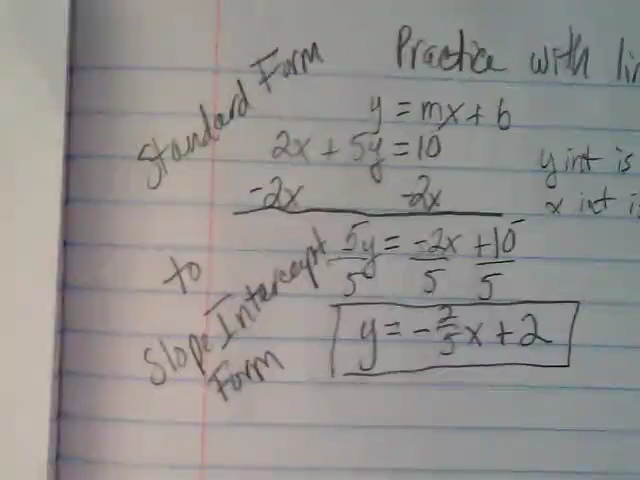 Practice with
Standard Form
y = mx + b
2x + 5y = 10
y int is
-2x -2x
x int
5y = -2x + 10
5 5 5
to
Slope Intercept
Form
y = -2/5x + 2